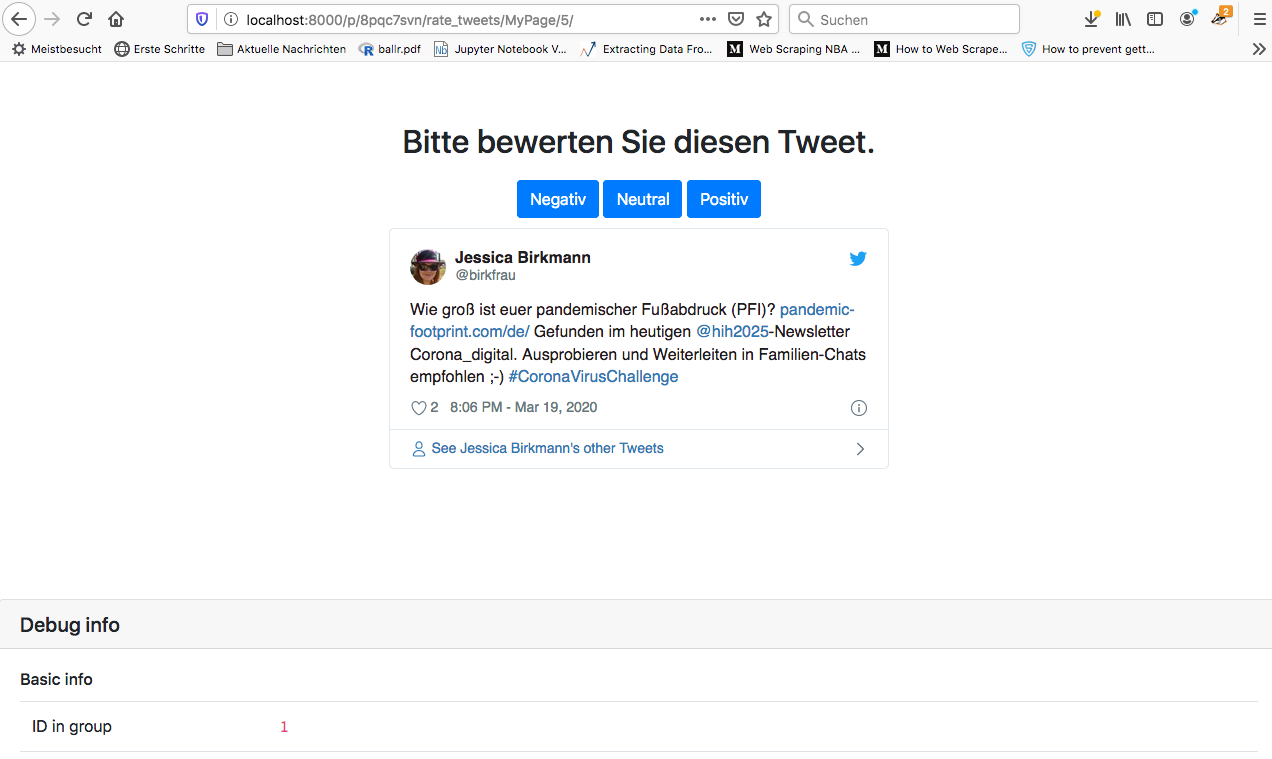 localhost:8000/p/8pqc7svn/rate_tweets/MyPage/5/
Suchen
2
Meistbesucht
Erste Schritte
Aktuelle Nachrichten
R ballr.pdf
Nb Jupyter Notebook V...
Extracting Data Fro...
M Web Scraping NBA ...
M How to Web Scrape...
How to prevent gett...
Bitte bewerten Sie diesen Tweet.
Negativ Neutral Positiv
Jessica Birkmann
@birkfrau
Wie groß ist euer pandemischer Fußabdruck (PFI)? pandemic-
footprint.com/de/ Gefunden im heutigen @hih2025-Newsletter
Corona_digital. Ausprobieren und Weiterleiten in Familien-Chats
empfohlen ;-) #CoronaVirusChallenge
2 8:06 PM - Mar 19, 2020
See Jessica Birkmann's other Tweets
Debug info
Basic info
ID in group 1